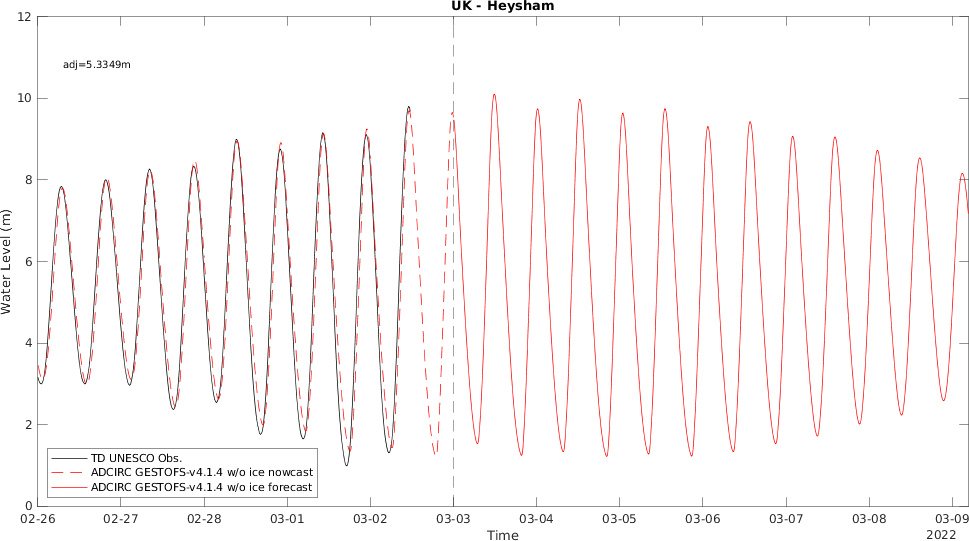 UK - Heysham
12
10
8
6
4
2
0
Water Level (m)
adj=5.3349m
TD UNESCO Obs.
ADCIRC GESTOFS-v4.1.4 w/o ice nowcast
ADCIRC GESTOFS-v4.1.4 w/o ice forecast
02-26 02-27 02-28 03-01 03-02 03-03 03-04 03-05 03-06 03-07 03-08 03-09
Time
2022